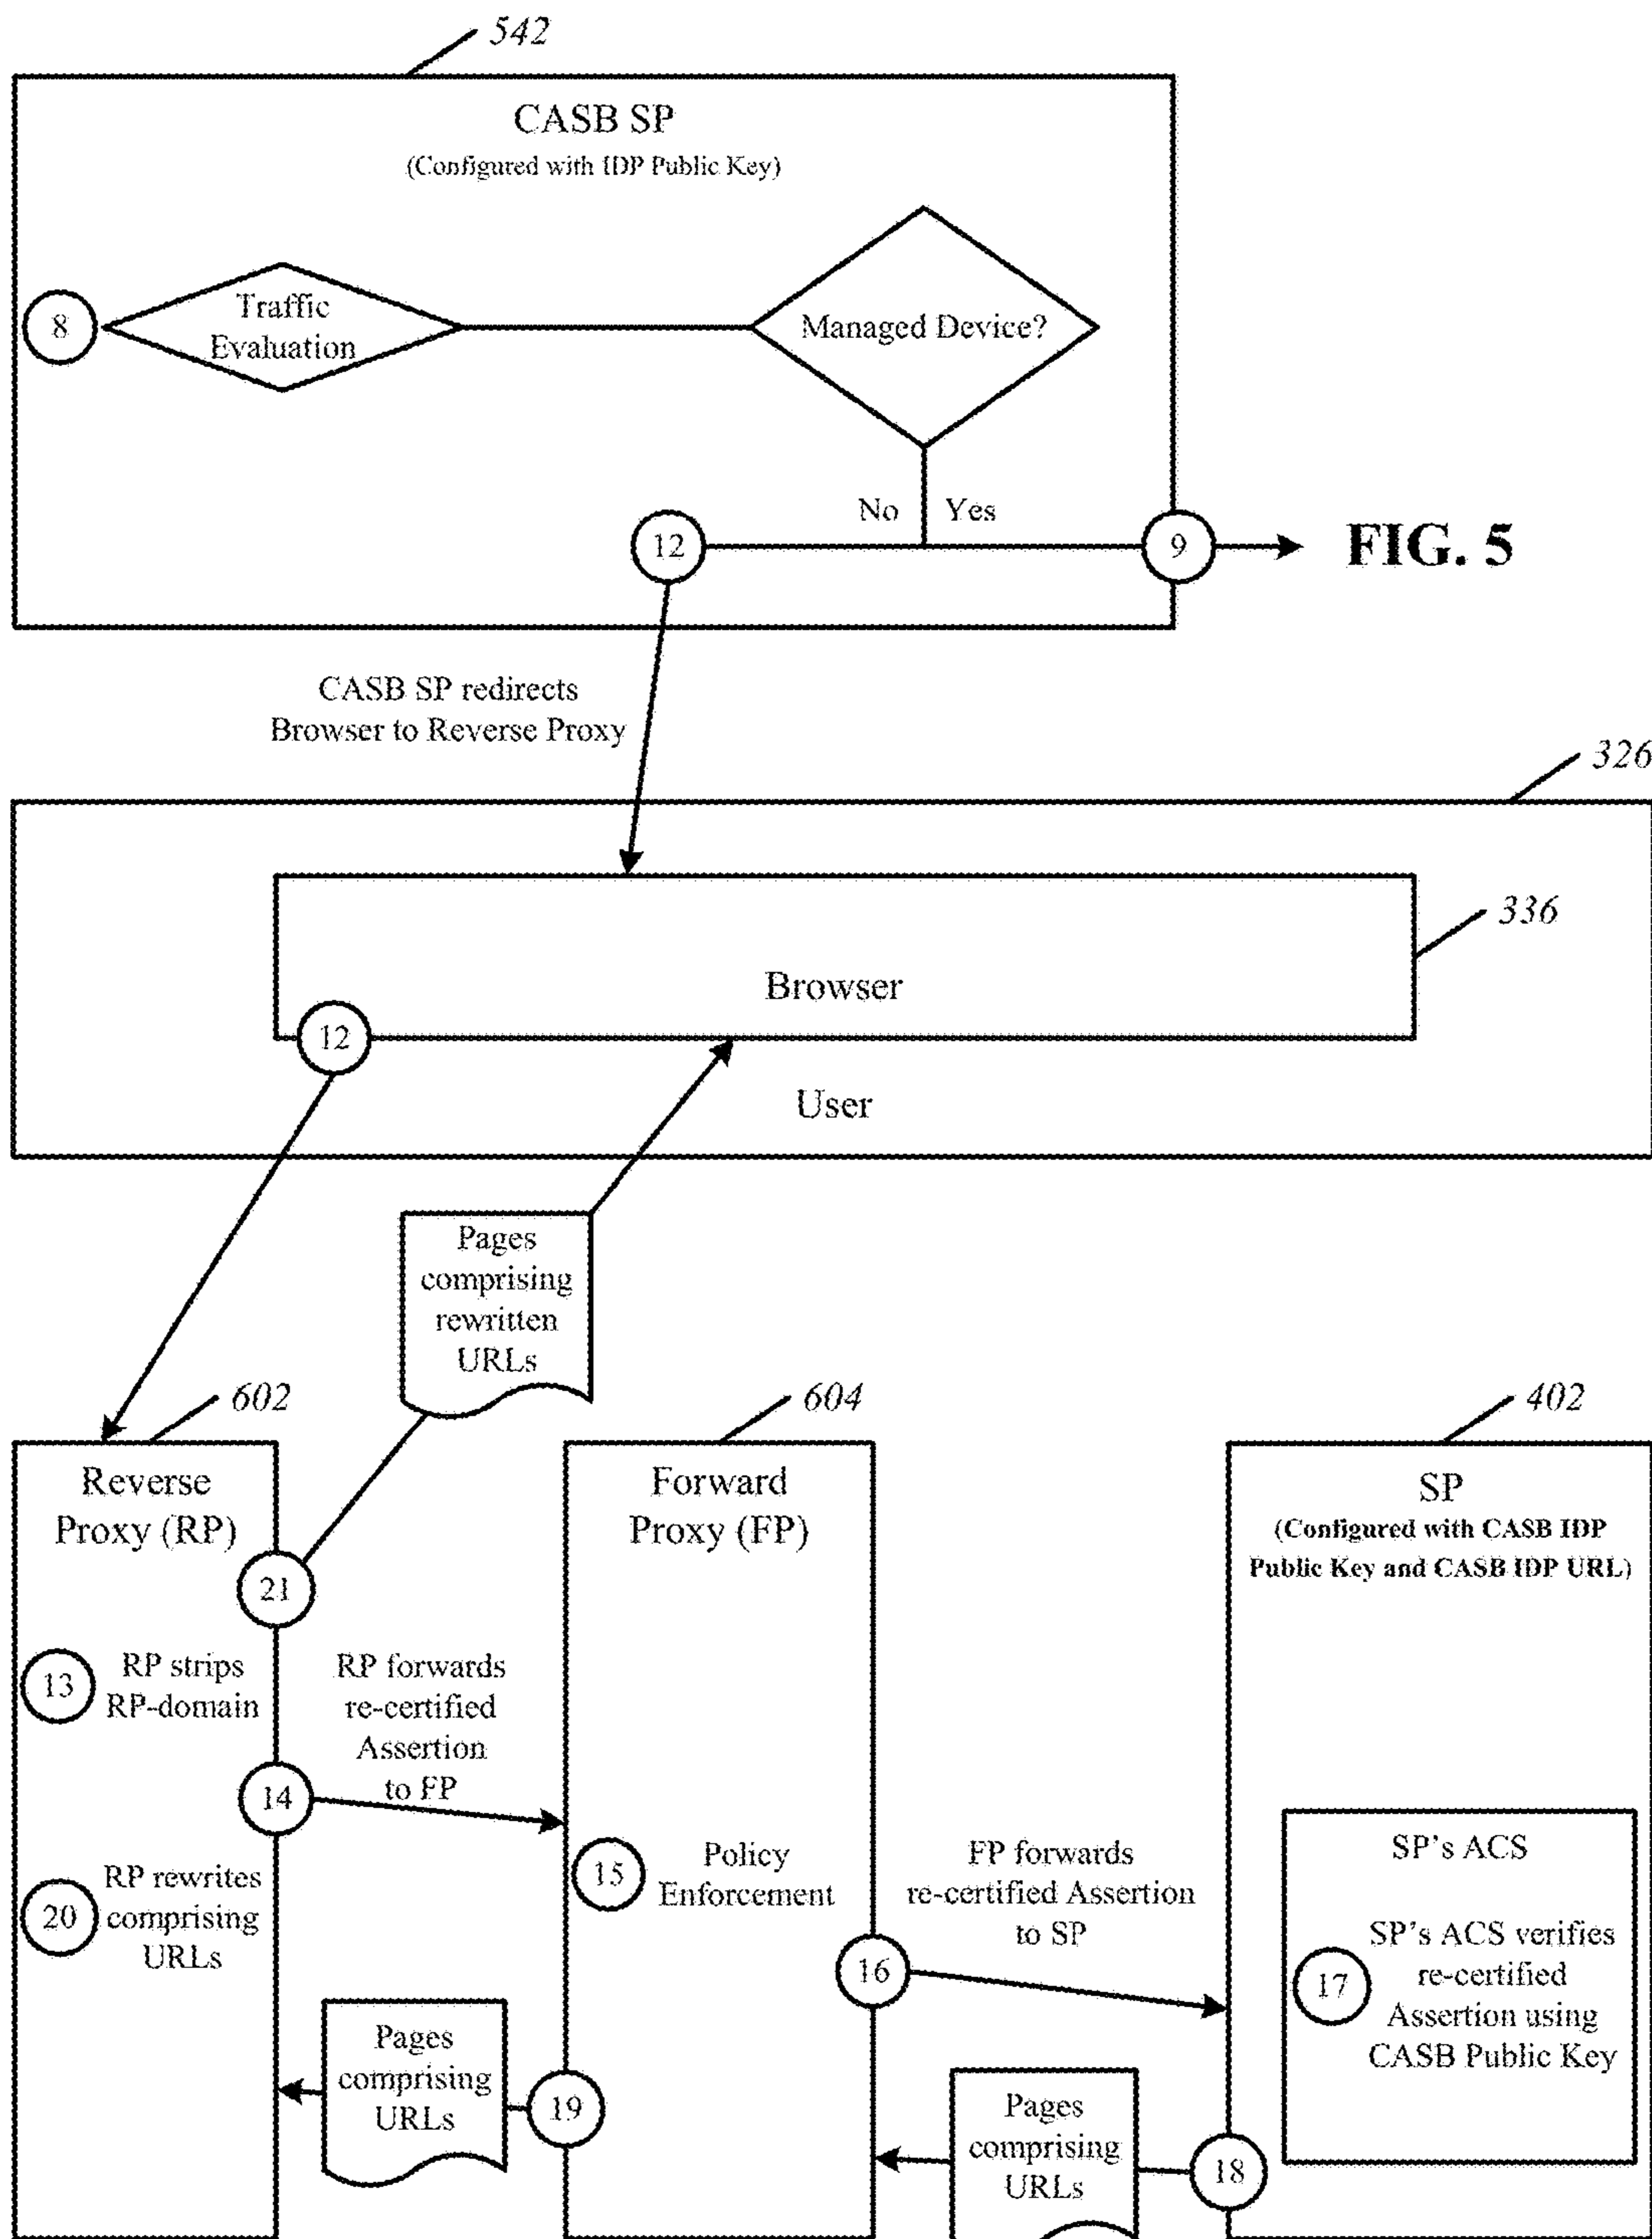 542
CASB SP
(Configured with IDP Public Key)
8
Traffic
Evaluation
Managed Device?
No
Yes
12
9
FIG. 5
CASB SP redirects
Browser to Reverse Proxy
326
336
Browser
12
User
Pages
comprising
rewritten
URLs
602
604
402
Reverse
Proxy (RP)
Forward
Proxy (FP)
SP
(Configured with CASB IDP
Public Key and CASB IDP URL)
21
13
RP strips
RP-domain
RP forwards
re-certified
Assertion
to FP
14
15
Policy
Enforcement
FP forwards
re-certified Assertion
to SP
16
SP's ACS
17
SP's ACS verifies
re-certified
Assertion using
CASB Public Key
20
RP rewrites
comprising
URLs
Pages
comprising
URLs
19
Pages
comprising
URLs
18